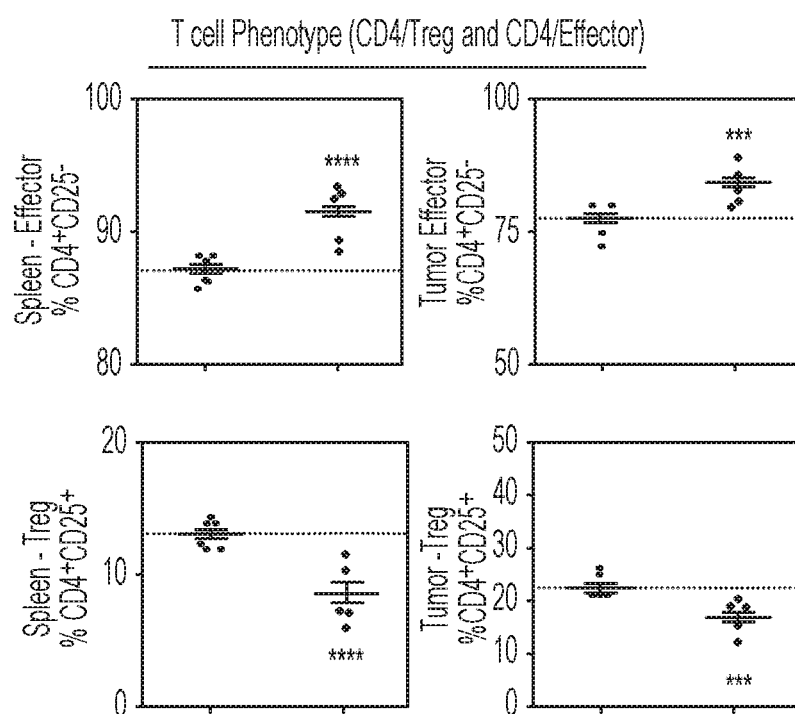 T cell Phenotype (CD4/Treg and CD4/Effector)
Spleen - Effector
% CD4+CD25-
100
90
80
****
Tumor Effector
%CD4+CD25-
100
75
50
***
Spleen - Treg
% CD4+CD25+
20
10
0
****
Tumor -Treg
%CD4+CD25+
50
40
30
20
10
0
***